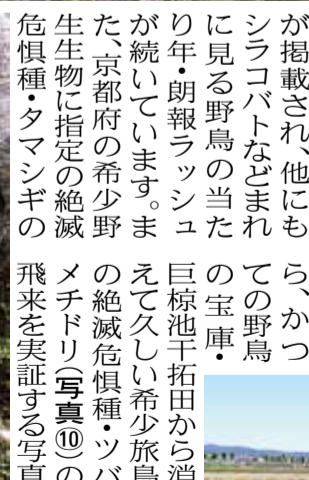 が掲載され、他にも
シラコバトなどまれ
に見る野鳥の当た
り年・朗報ラッシュ
が続いています。ま
た、京都府の希少野
生生物に指定の絶滅
危惧種・タマシギの
ら、かつ
ての野鳥
の宝庫・
巨椋池干拓田から消
えて久しい希少旅鳥
の絶滅危惧種・ツバ
メチドリ(写真⑩)の
飛来を実証する写真